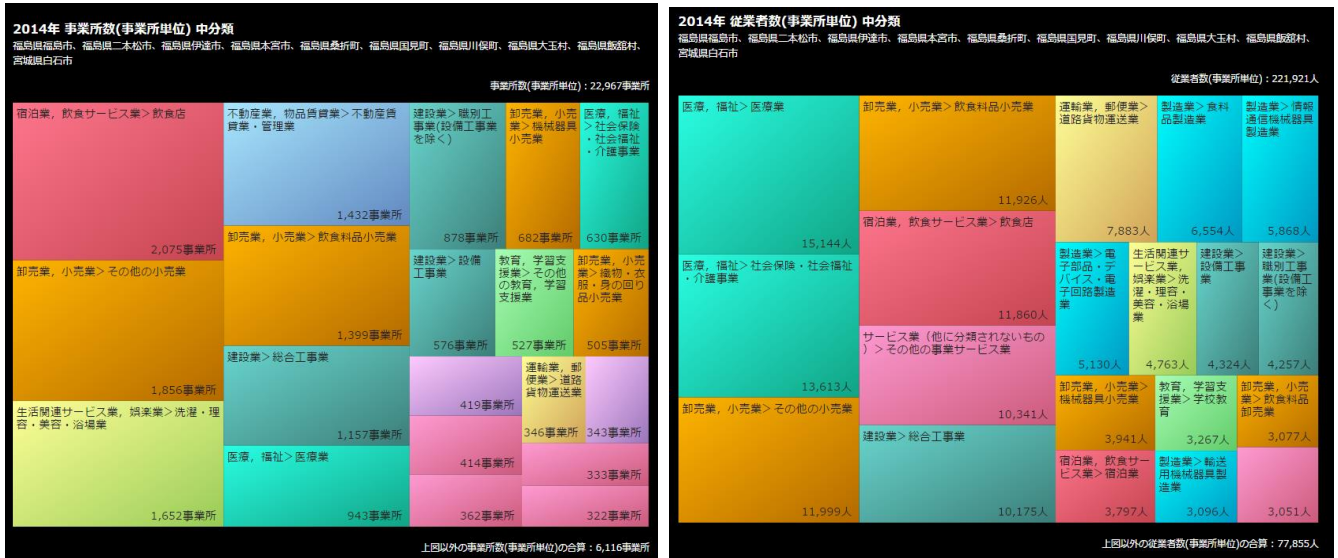 2014年 事業所数(事業所単位) 中分類
福島県福島市、福島県二本松市、福島県伊達市、福島県本宮市、福島県桑折町、福島県国見町、福島県川俣町、福島県大玉村、福島県飯舘村、
宮城県白石市
事業所数(事業所単位) : 22,967事業所
宿泊業，飲食サービス業＞飲食店
2,075事業所
卸売業，小売業＞その他の小売業
1,856事業所
生活関連サービス業，娯楽業＞洗濯・理
容・美容・浴場業
1,652事業所
不動産業，物品賃貸業＞不動産賃
貸業・管理業
1,432事業所
卸売業，小売業＞飲食料品小売業
1,399事業所
建設業＞総合工事業
1,157事業所
医療，福祉＞医療業
943事業所
建設業＞職別工
事業(設備工事業
を除く)
878事業所
卸売業，小売
業＞機械器具
小売業
682事業所
医療，福祉
＞社会保険
・社会福祉
・介護事業
630事業所
建設業＞設備
工事業
576事業所
教育，学習支
援業＞その他
の教育，学習
支援業
527事業所
卸売業，小売
業＞織物・衣
服・身の回り
品小売業
505事業所
419事業所
414事業所
362事業所
運輸業，郵
便業＞道路
貨物運送業
346事業所
343事業所
333事業所
322事業所
上図以外の事業所数(事業所単位)の合算 : 6,116事業所
2014年 従業者数(事業所単位) 中分類
福島県福島市、福島県二本松市、福島県伊達市、福島県本宮市、福島県桑折町、福島県国見町、福島県川俣町、福島県大玉村、福島県飯舘村、
宮城県白石市
従業者数(事業所単位) : 221,921人
医療，福祉＞医療業
15,144人
医療，福祉＞社会保険・社会福祉
・介護事業
13,613人
卸売業，小売業＞その他の小売業
11,999人
卸売業，小売業＞飲食料品小売業
11,926人
宿泊業，飲食サービス業＞飲食店
11,860人
サービス業（他に分類されないもの
）＞その他の事業サービス業
10,341人
建設業＞総合工事業
10,175人
運輸業，郵便業＞
道路貨物運送業
7,883人
製造業＞食料
品製造業
6,554人
製造業＞情報
通信機械器具
製造業
5,868人
製造業＞電
子部品・デ
バイス・電
子回路製造
業
5,130人
生活関連サ
ービス業，
娯楽業＞洗
濯・理容・
美容・浴場
業
4,763人
建設業＞
設備工事
業
4,324人
建設業＞
職別工事
業(設備工
事業を除
く)
4,257人
卸売業，小売業＞
機械器具小売業
3,941人
教育，学習支
援業＞学校教
育
3,267人
卸売業，小売
業＞飲食料品
卸売業
3,077人
宿泊業，飲食サー
ビス業＞宿泊業
3,797人
製造業＞輸送
用機械器具製
造業
3,096人
3,051人
上図以外の従業者数(事業所単位)の合算 : 77,855人